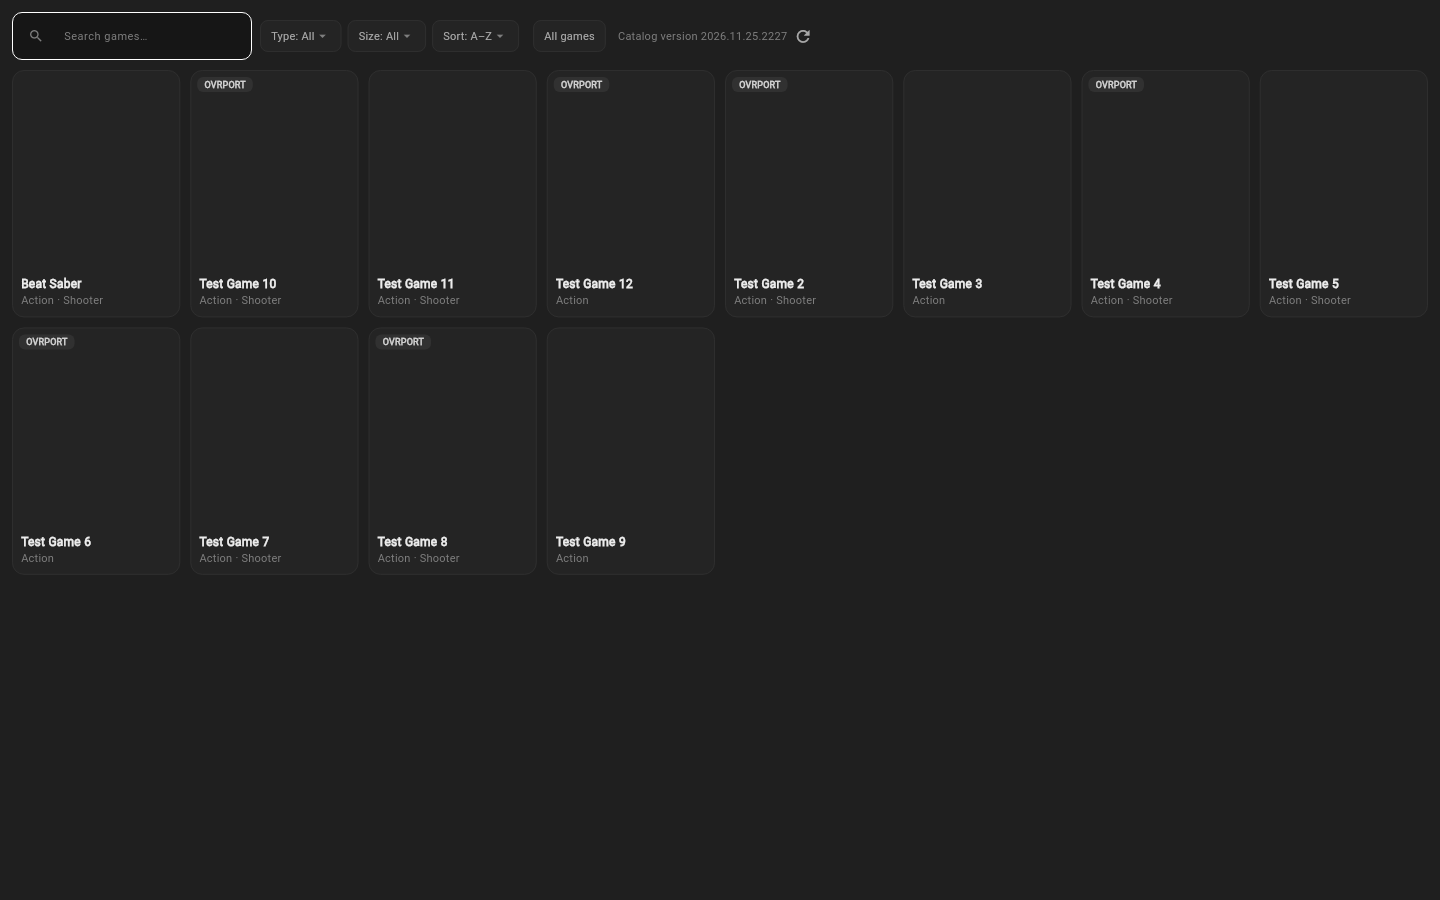 Search games…
Type: All
Size: All
Sort: A–Z
All games
Catalog version 2026.11.25.2227
Beat Saber
Action · Shooter
OVRPORT
Test Game 10
Action · Shooter
Test Game 11
Action · Shooter
OVRPORT
Test Game 12
Action
OVRPORT
Test Game 2
Action · Shooter
Test Game 3
Action
OVRPORT
Test Game 4
Action · Shooter
Test Game 5
Action · Shooter
OVRPORT
Test Game 6
Action
Test Game 7
Action · Shooter
OVRPORT
Test Game 8
Action · Shooter
Test Game 9
Action